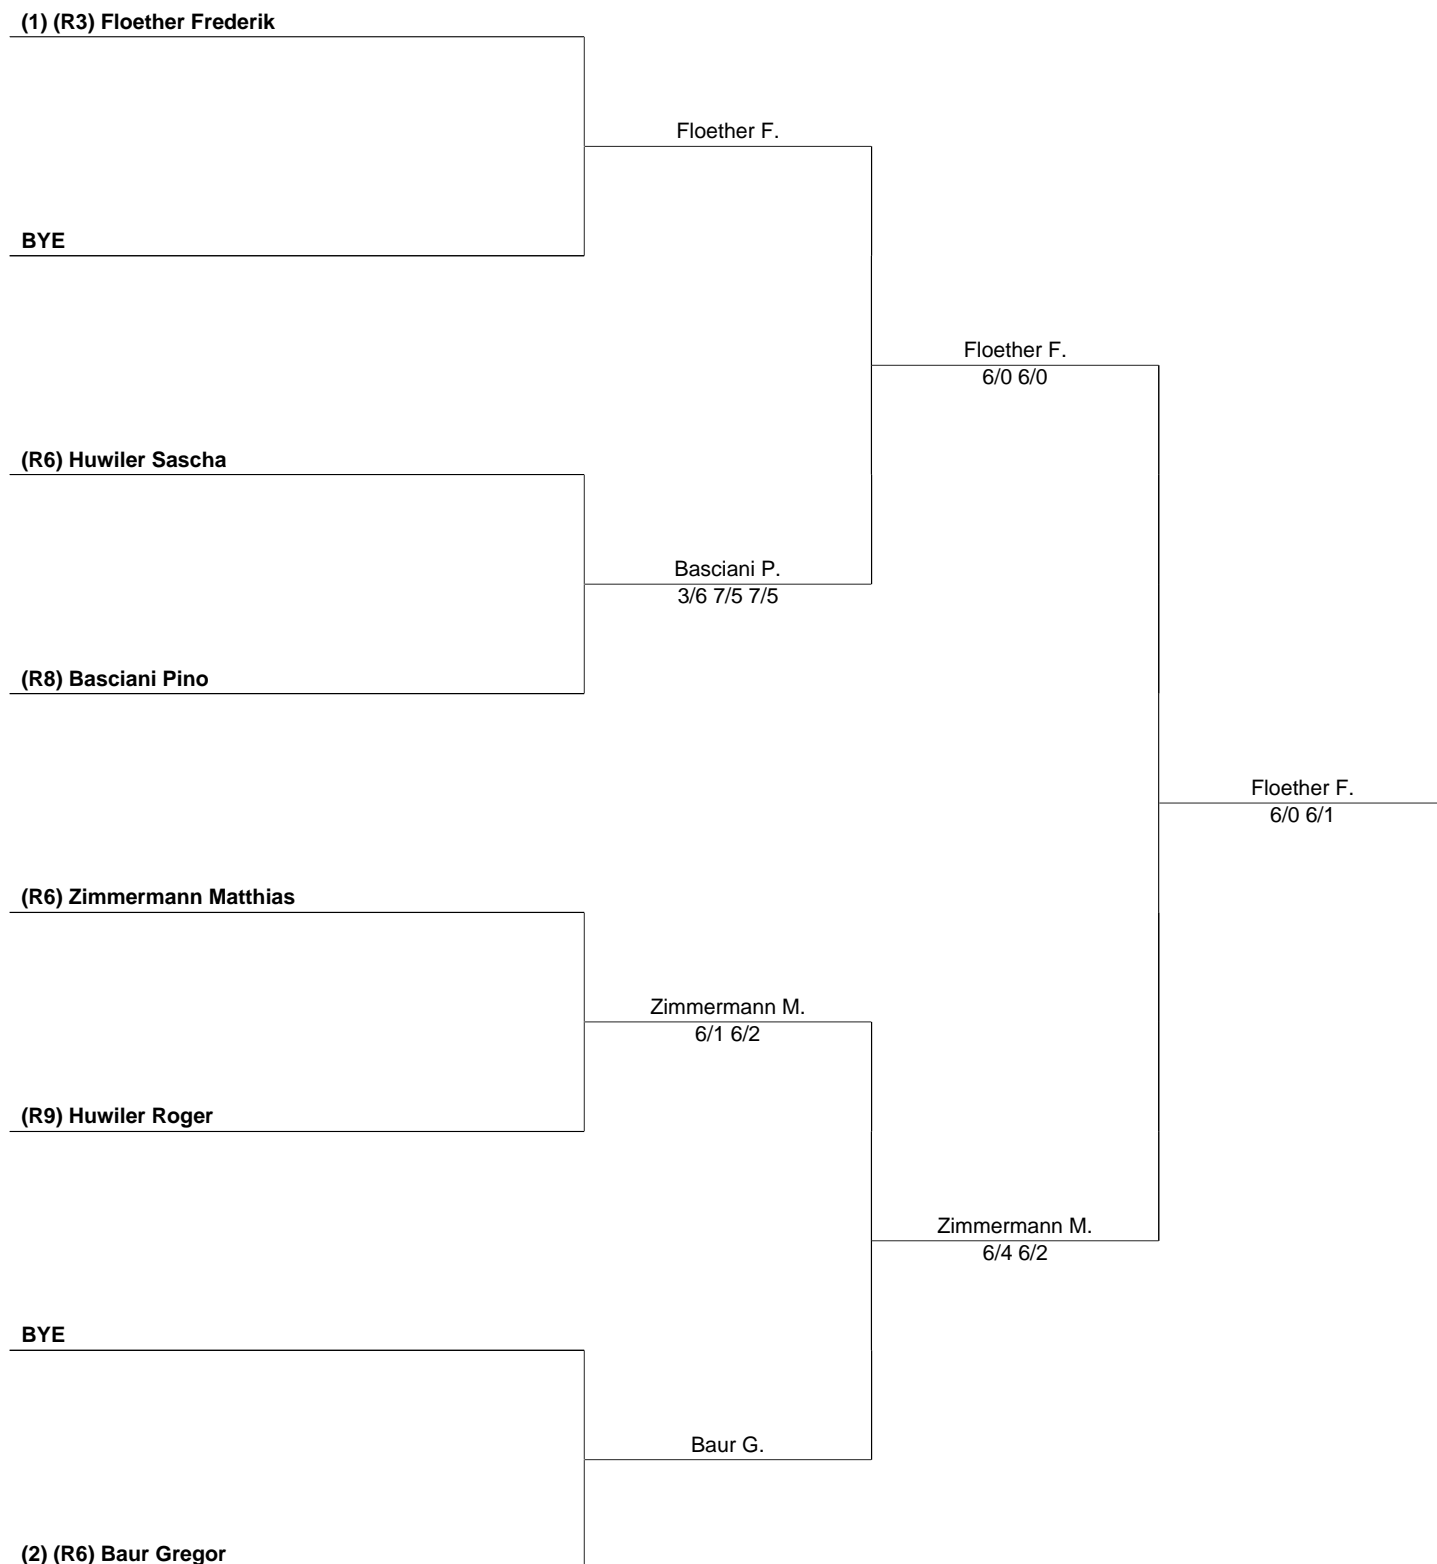 (1) (R3) Floether Frederik
Floether F.
BYE
Floether F.
6/0 6/0
(R6) Huwiler Sascha
Basciani P.
3/6 7/5 7/5
(R8) Basciani Pino
Floether F.
6/0 6/1
(R6) Zimmermann Matthias
Zimmermann M.
6/1 6/2
(R9) Huwiler Roger
Zimmermann M.
6/4 6/2
BYE
Baur G.
(2) (R6) Baur Gregor